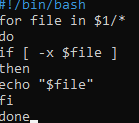 #!/bin/bash
for file in $1/*
do
if [ -x $file ]
then
echo "$file"
fi
done